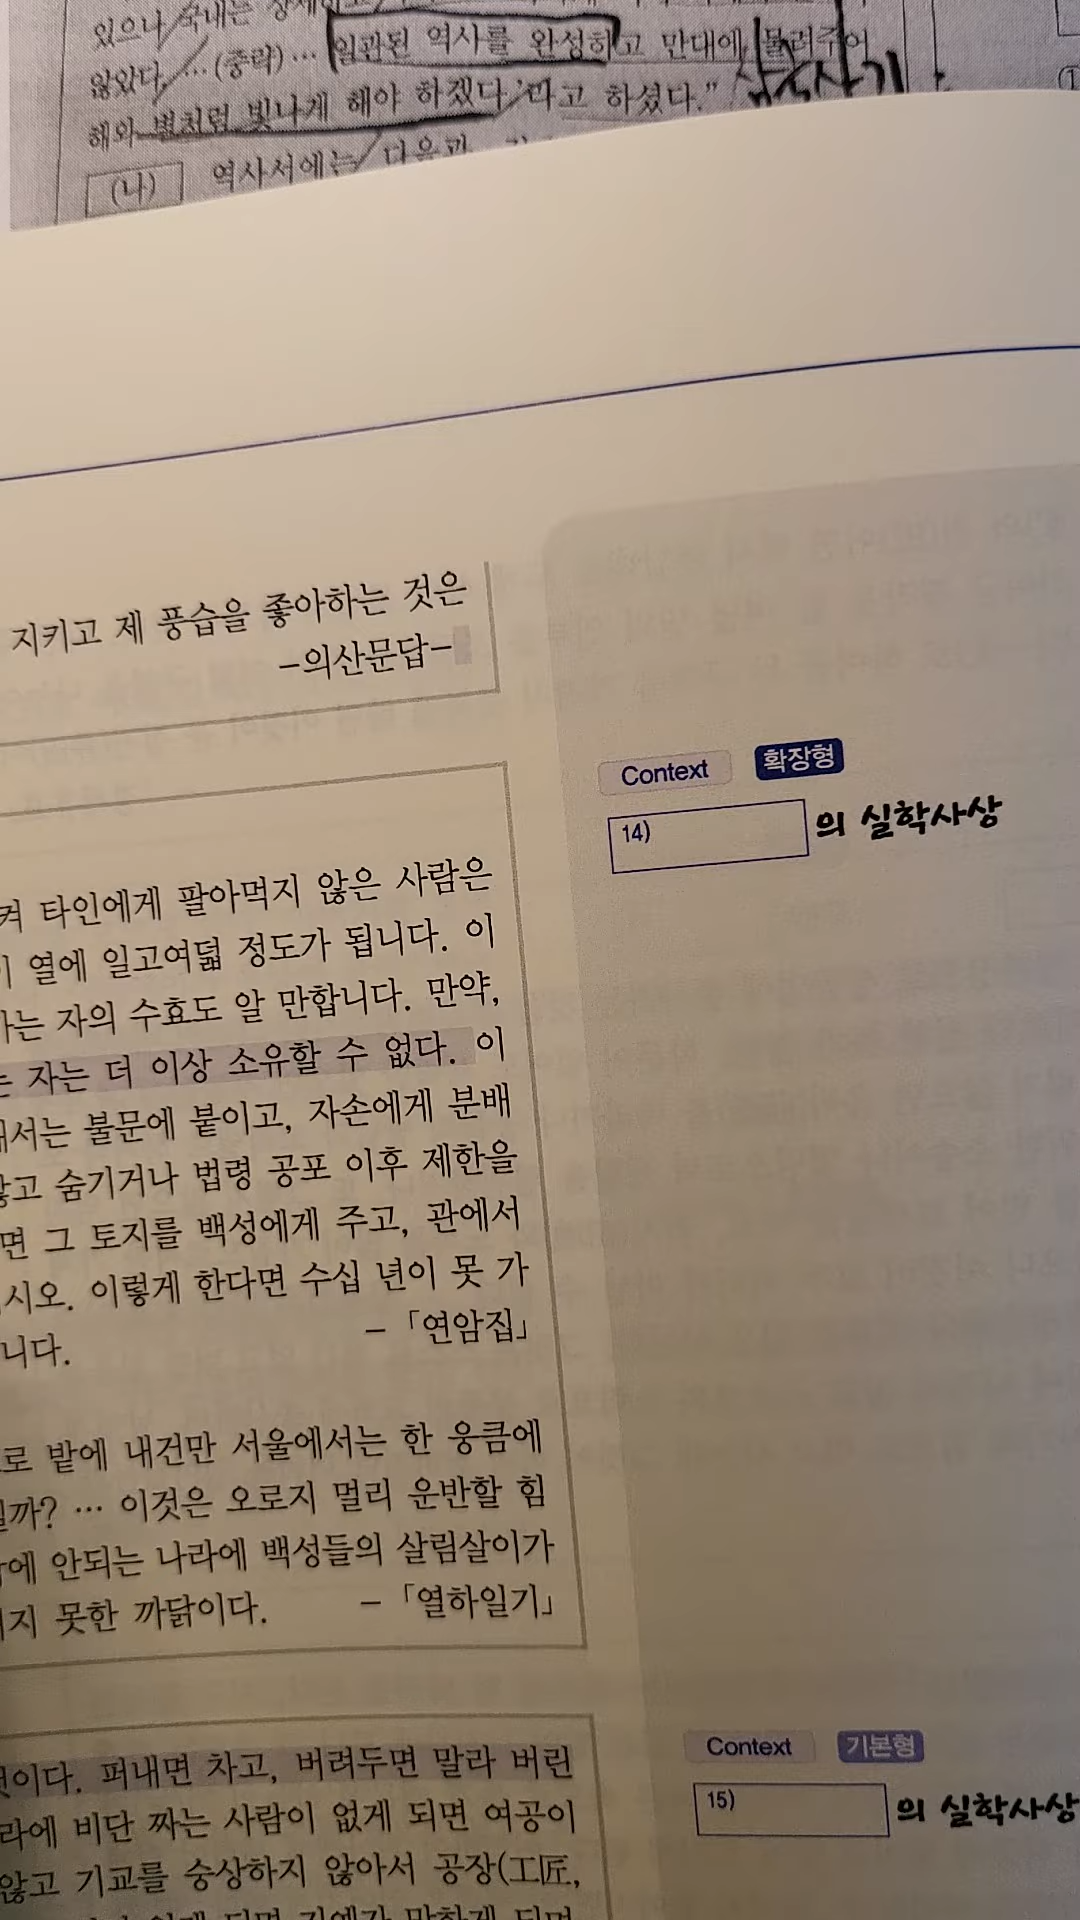 있으나 국내는
않았다. …(중략)… 일관된 역사를 완성하고 만대에 물려주어
해와 별처럼 빛나게 해야 하겠다.'라고 하셨다."
삼국사기
(나) 역사서에는 다음과
지키고 제 풍습을 좋아하는 것은
-의산문답-
Context 확장형
14) 의 실학사상
켜 타인에게 팔아먹지 않은 사람은
열에 일고여덟 정도가 됩니다. 이
는 자의 수효도 알 만합니다. 만약,
는 자는 더 이상 소유할 수 없다. 이
서는 불문에 붙이고, 자손에게 분배
않고 숨기거나 법령 공포 이후 제한을
면 그 토지를 백성에게 주고, 관에서
시오. 이렇게 한다면 수십 년이 못 가
니다. -「연암집」
로 밭에 내건만 서울에서는 한 웅큼에
까? … 이것은 오로지 멀리 운반할 힘
에 안되는 나라에 백성들의 살림살이가
지 못한 까닭이다. -「열하일기」
Context 기본형
15) 의 실학사상
것이다. 퍼내면 차고, 버려두면 말라 버린
라에 비단 짜는 사람이 없게 되면 여공이
않고 기교를 숭상하지 않아서 공장(工匠,